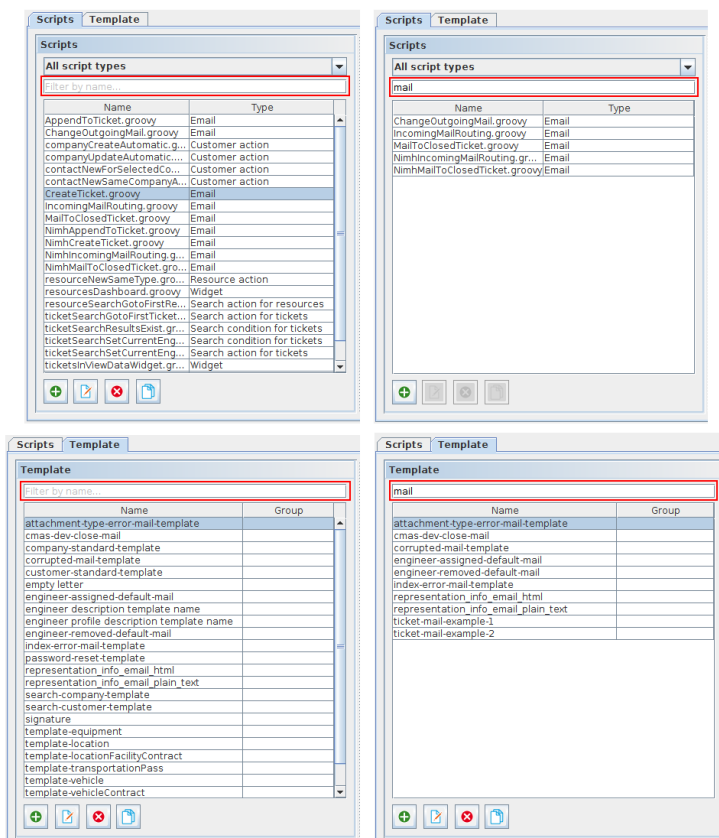 Scripts Template
Scripts
All script types
Filter by name...
Name Type
AppendToTicket.groovy Email
ChangeOutgoingMail.groovy Email
companyCreateAutomatic.g... Customer action
companyUpdateAutomatic.... Customer action
contactNewForSelectedCo... Customer action
contactNewSameCompanyA... Customer action
CreateTicket.groovy Email
IncomingMailRouting.groovy Email
MailToClosedTicket.groovy Email
NimhAppendToTicket.groovy Email
NimhCreateTicket.groovy Email
NimhIncomingMailRouting.g... Email
NimhMailToClosedTicket.gro... Email
resourceNewSameType.gro... Resource action
resourcesDashboard.groovy Widget
resourceSearchGotoFirstRe... Search action for resources
ticketSearchGotoFirstTicket... Search action for tickets
ticketSearchResultsExist.gr... Search condition for tickets
ticketSearchSetCurrentEng... Search condition for tickets
ticketSearchSetCurrentEng... Search action for tickets
ticketsInViewDataWidget.gr... Widget
Scripts Template
Scripts
All script types
mail
Name Type
ChangeOutgoingMail.groovy Email
IncomingMailRouting.groovy Email
MailToClosedTicket.groovy Email
NimhIncomingMailRouting.gr... Email
NimhMailToClosedTicket.groovy Email
Scripts Template
Template
Filter by name...
Name Group
attachment-type-error-mail-template
cmas-dev-close-mail
company-standard-template
corrupted-mail-template
customer-standard-template
empty letter
engineer-assigned-default-mail
engineer description template name
engineer profile description template name
engineer-removed-default-mail
index-error-mail-template
password-reset-template
representation_info_email_html
representation_info_email_plain_text
search-company-template
search-customer-template
signature
template-equipment
template-location
template-locationFacilityContract
template-transportationPass
template-vehicle
template-vehicleContract
Scripts Template
Template
mail
Name Group
attachment-type-error-mail-template
cmas-dev-close-mail
corrupted-mail-template
engineer-assigned-default-mail
engineer-removed-default-mail
index-error-mail-template
representation_info_email_html
representation_info_email_plain_text
ticket-mail-example-1
ticket-mail-example-2